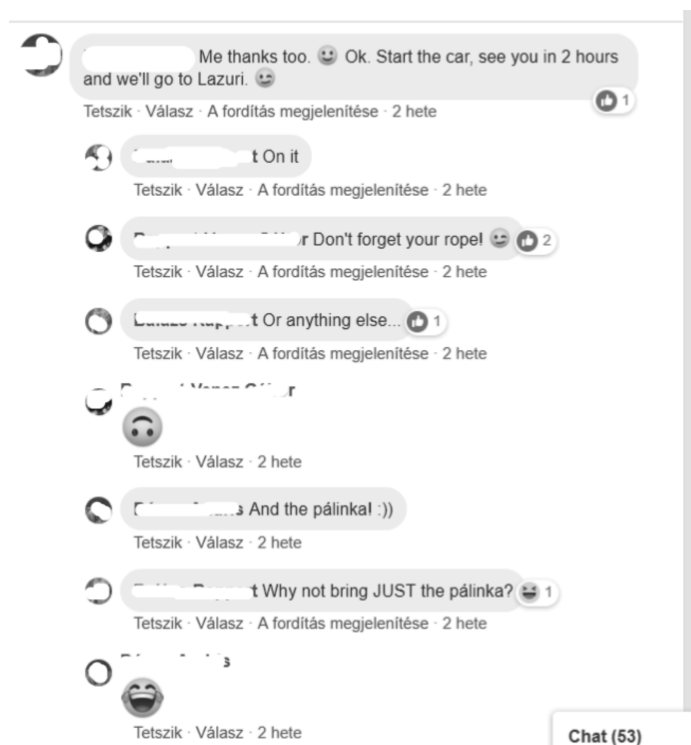 Me thanks too. Ok. Start the car, see you in 2 hours
and we'll go to Lazuri.
1
Tetszik · Válasz · A fordítás megjelenítése · 2 hete
On it
Tetszik · Válasz · A fordítás megjelenítése · 2 hete
Don't forget your rope!
2
Tetszik · Válasz · A fordítás megjelenítése · 2 hete
Or anything else...
1
Tetszik · Válasz · A fordítás megjelenítése · 2 hete
Tetszik · Válasz · 2 hete
And the pálinka! :))
Tetszik · Válasz · 2 hete
Why not bring JUST the pálinka?
1
Tetszik · Válasz · A fordítás megjelenítése · 2 hete
Tetszik · Válasz · 2 hete
Chat (53)